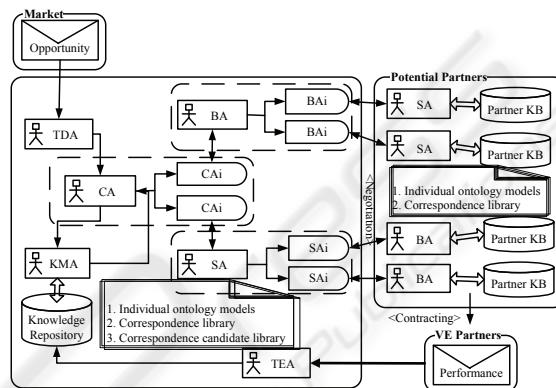 Market
Opportunity
Potential Partners
BA
BAi
BAi
SA
Partner KB
TDA
SA
Partner KB
CA
CAi
CAi
1. Individual ontology models
2. Correspondence library
<Negotiation>
KMA
SA
SAi
SAi
BA
Partner KB
BA
Partner KB
Knowledge
Repository
1. Individual ontology models
2. Correspondence library
3. Correspondence candidate library
<Contracting>
VE Partners
TEA
Performance